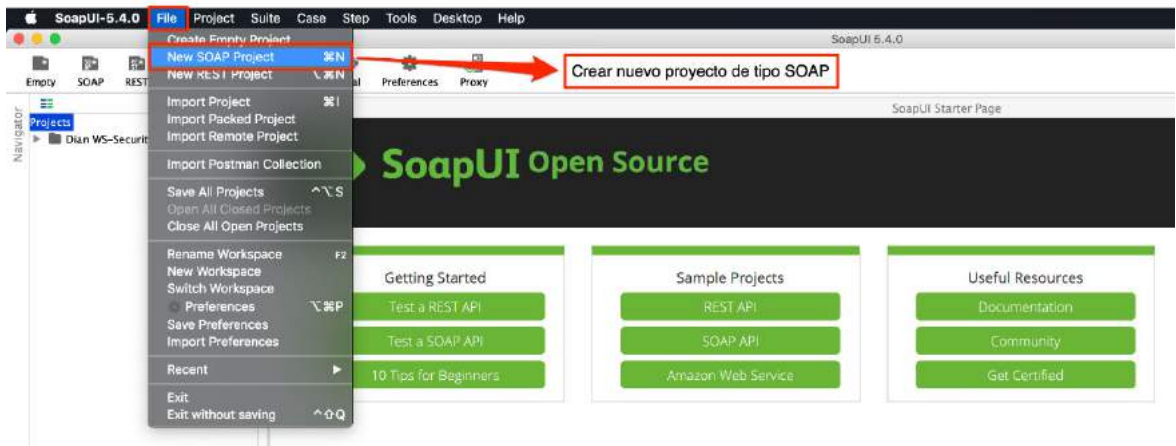 SoapUI-5.4.0 File Project Suite Case Step Tools Desktop Help
SoapUI 5.4.0
Create Empty Project
New SOAP Project ⌘N
New REST Project ⌥⌘N
Import Project ⌘I
Import Packed Project
Import Remote Project
Import Postman Collection
Save All Projects ^⌥S
Open All Closed Projects
Close All Open Projects
Rename Workspace F2
New Workspace
Switch Workspace
Preferences ⌥⌘P
Save Preferences
Import Preferences
Recent ▶
Exit
Exit without saving ^⇧Q
Empty SOAP REST al Preferences Proxy
Crear nuevo proyecto de tipo SOAP
Navigator
Projects
Dian WS-Securit
SoapUI Starter Page
SoapUI Open Source
Getting Started
Test a REST API
Test a SOAP API
10 Tips for Beginners
Sample Projects
REST API
SOAP API
Amazon Web Service
Useful Resources
Documentation
Community
Get Certified